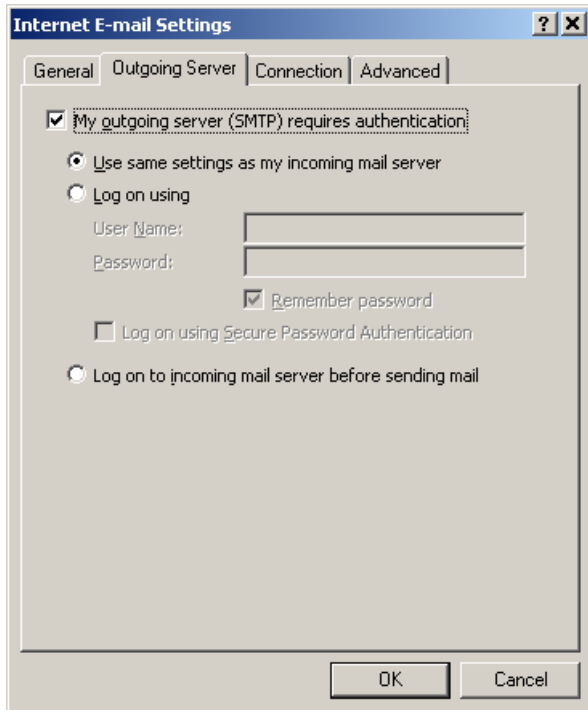 Internet E-mail Settings
General Outgoing Server Connection Advanced
My outgoing server (SMTP) requires authentication
Use same settings as my incoming mail server
Log on using
User Name:
Password:
Remember password
Log on using Secure Password Authentication
Log on to incoming mail server before sending mail
OK Cancel